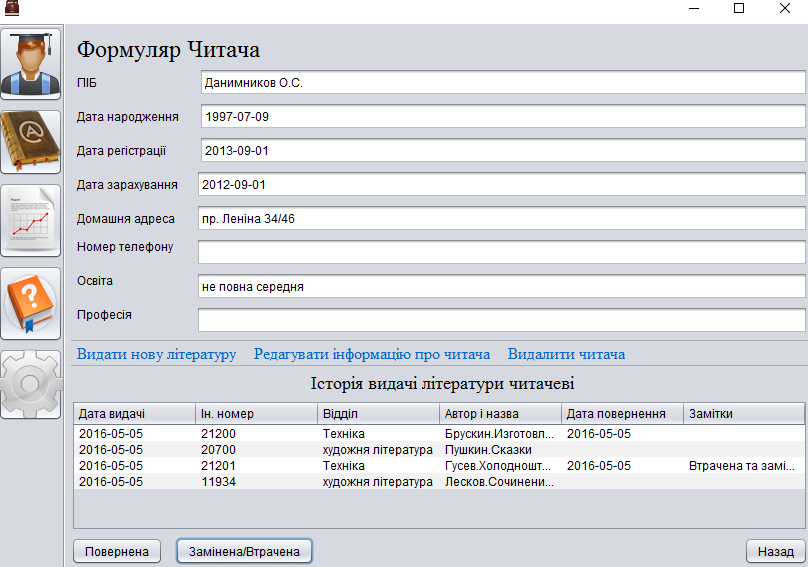 Формуляр Читача
ПІБ Данимников О.С.
Дата народження 1997-07-09
Дата регістрації 2013-09-01
Дата зарахування 2012-09-01
Домашня адреса пр. Леніна 34/46
Номер телефону
Освіта не повна середня
Професія
Видати нову літературу Редагувати інформацію про читача Видалити читача
Історія видачі літератури читачеві
Дата видачі Ін. номер Відділ Автор і назва Дата повернення Замітки
2016-05-05 21200 Техніка Брускин.Изготовл... 2016-05-05
2016-05-05 20700 художня література Пушкин.Сказки
2016-05-05 21201 Техніка Гусев.Холодношт... 2016-05-05 Втрачена та замі...
2016-05-05 11934 художня література Лесков.Сочинени...
Повернена Замінена/Втрачена Назад